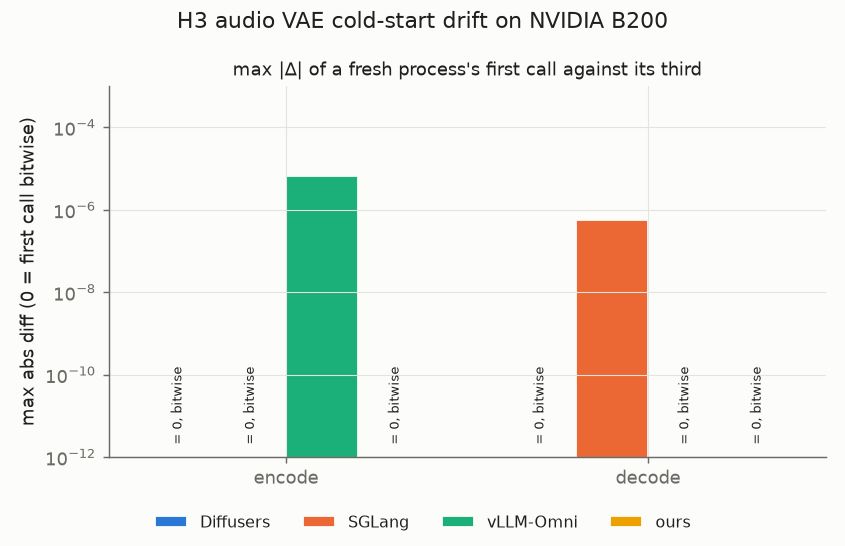 H3 audio VAE cold-start drift on NVIDIA B200
max |Δ| of a fresh process's first call against its third
max abs diff (0 = first call bitwise)
10⁻⁴
10⁻⁶
10⁻⁸
10⁻¹⁰
10⁻¹²
= 0, bitwise
= 0, bitwise
= 0, bitwise
= 0, bitwise
= 0, bitwise
= 0, bitwise
encode
decode
Diffusers
SGLang
vLLM-Omni
ours